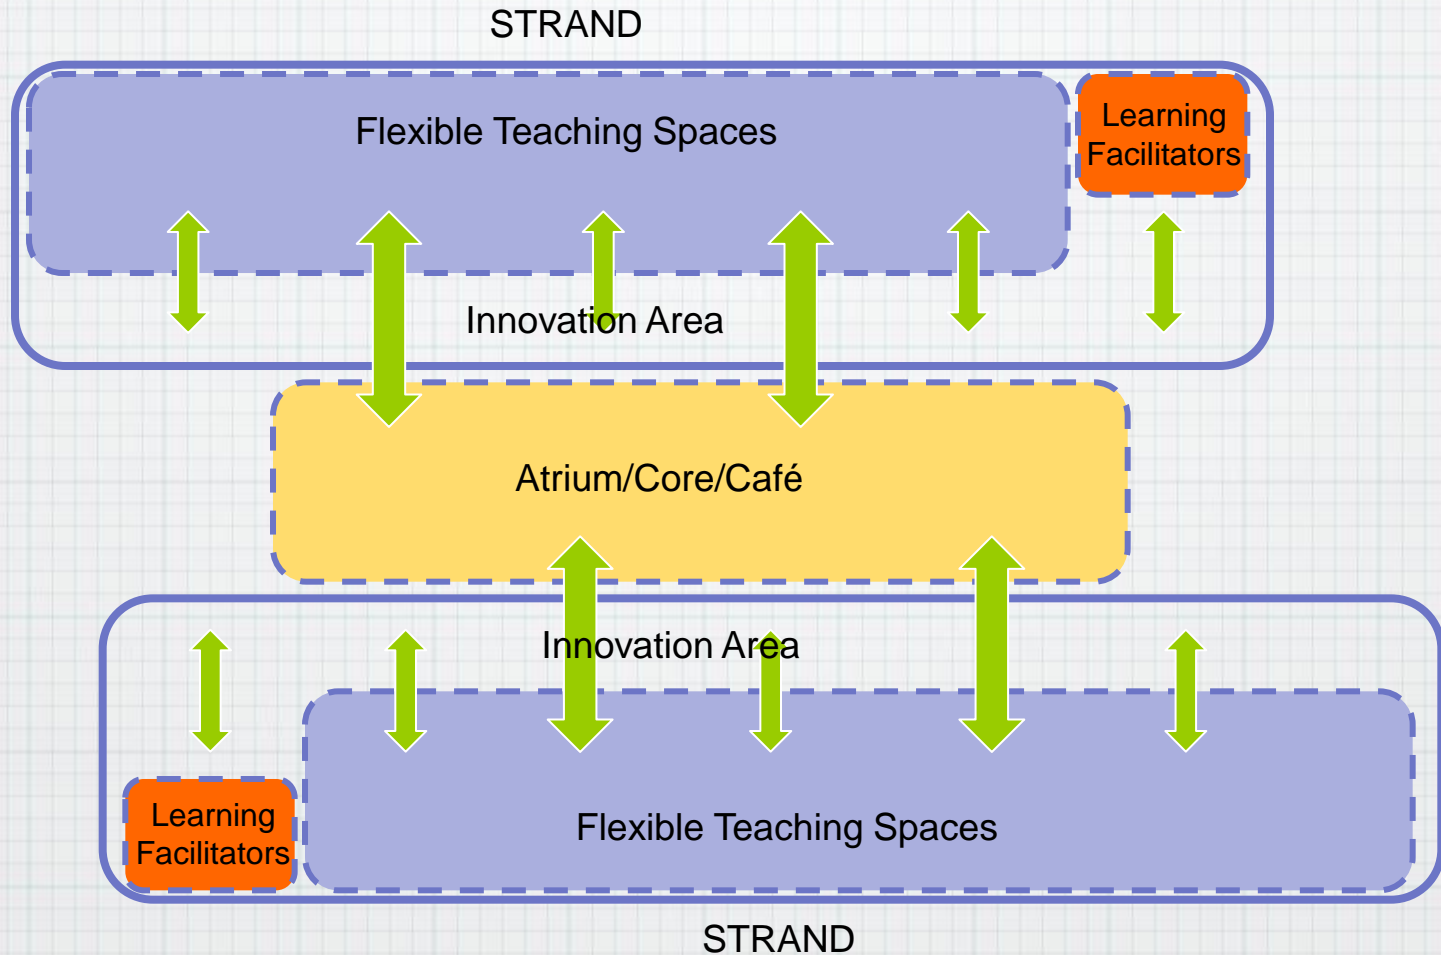 STRAND
Flexible Teaching Spaces
Learning
Facilitators
Innovation Area
Atrium/Core/Café
Innovation Area
Learning
Facilitators
Flexible Teaching Spaces
STRAND